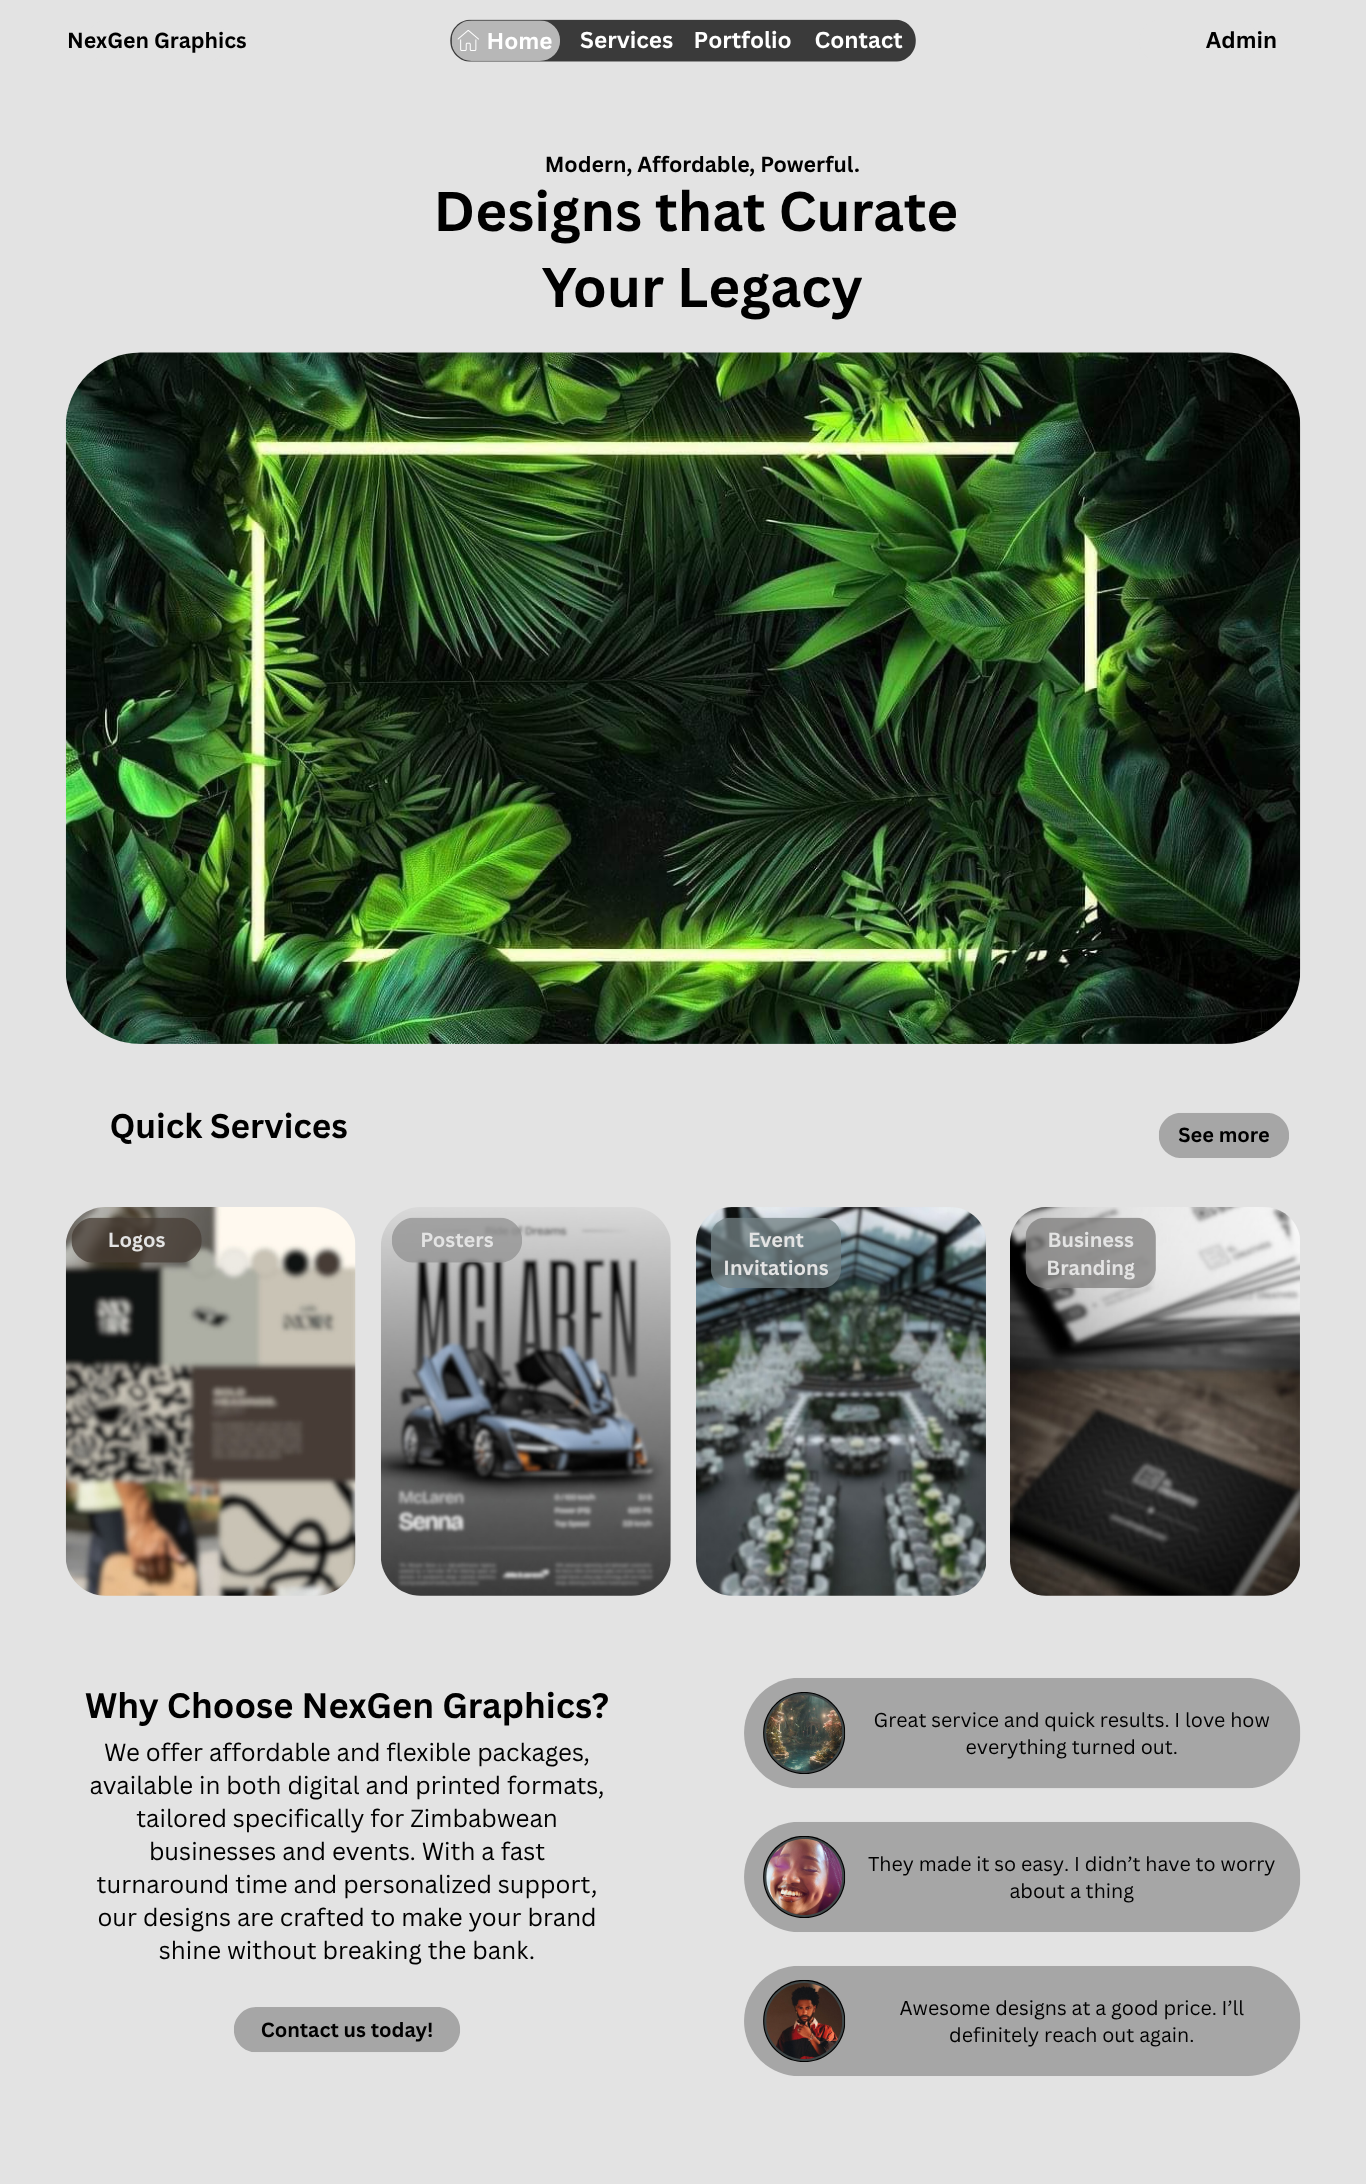 NexGen Graphics
Home
Services
Portfolio
Contact
Admin
Modern, Affordable, Powerful.
Designs that Curate
Your Legacy
Quick Services
See more
Logos
Posters
Dreams
MCLAREN
McLaren
Senna
Top Speed
Event
Invitations
Business
Branding
Why Choose NexGen Graphics?
We offer affordable and flexible packages,
available in both digital and printed formats,
tailored specifically for Zimbabwean
businesses and events. With a fast
turnaround time and personalized support,
our designs are crafted to make your brand
shine without breaking the bank.
Contact us today!
Great service and quick results. I love how
everything turned out.
They made it so easy. I didn’t have to worry
about a thing
Awesome designs at a good price. I’ll
definitely reach out again.